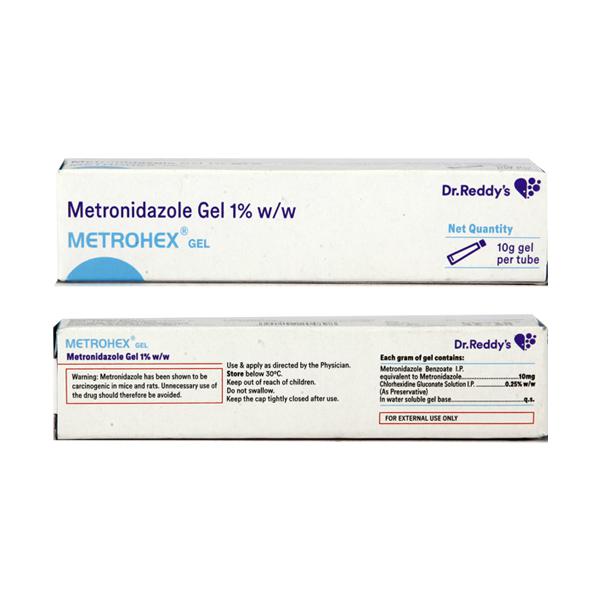 Metronidazole Gel 1% w/w
METROHEX® GEL
Dr.Reddy's
Net Quantity
10g gel
per tube
METROHEX® GEL
Metronidazole Gel 1% w/w
Warning: Metronidazole has been shown to be
carcinogenic in mice and rats. Unnecessary use of
the drug should therefore be avoided.
Use & apply as directed by the Physician.
Store below 30°C.
Keep out of reach of children.
Do not swallow.
Keep the cap tightly closed after use.
Dr.Reddy's
Each gram of gel contains:
Metronidazole Benzoate I.P.
equivalent to Metronidazole..................10mg
Chlorhexidine Gluconate Solution I.P. ............0.25% w/w
(As Preservative)
In water soluble gel base........................q.s.
FOR EXTERNAL USE ONLY